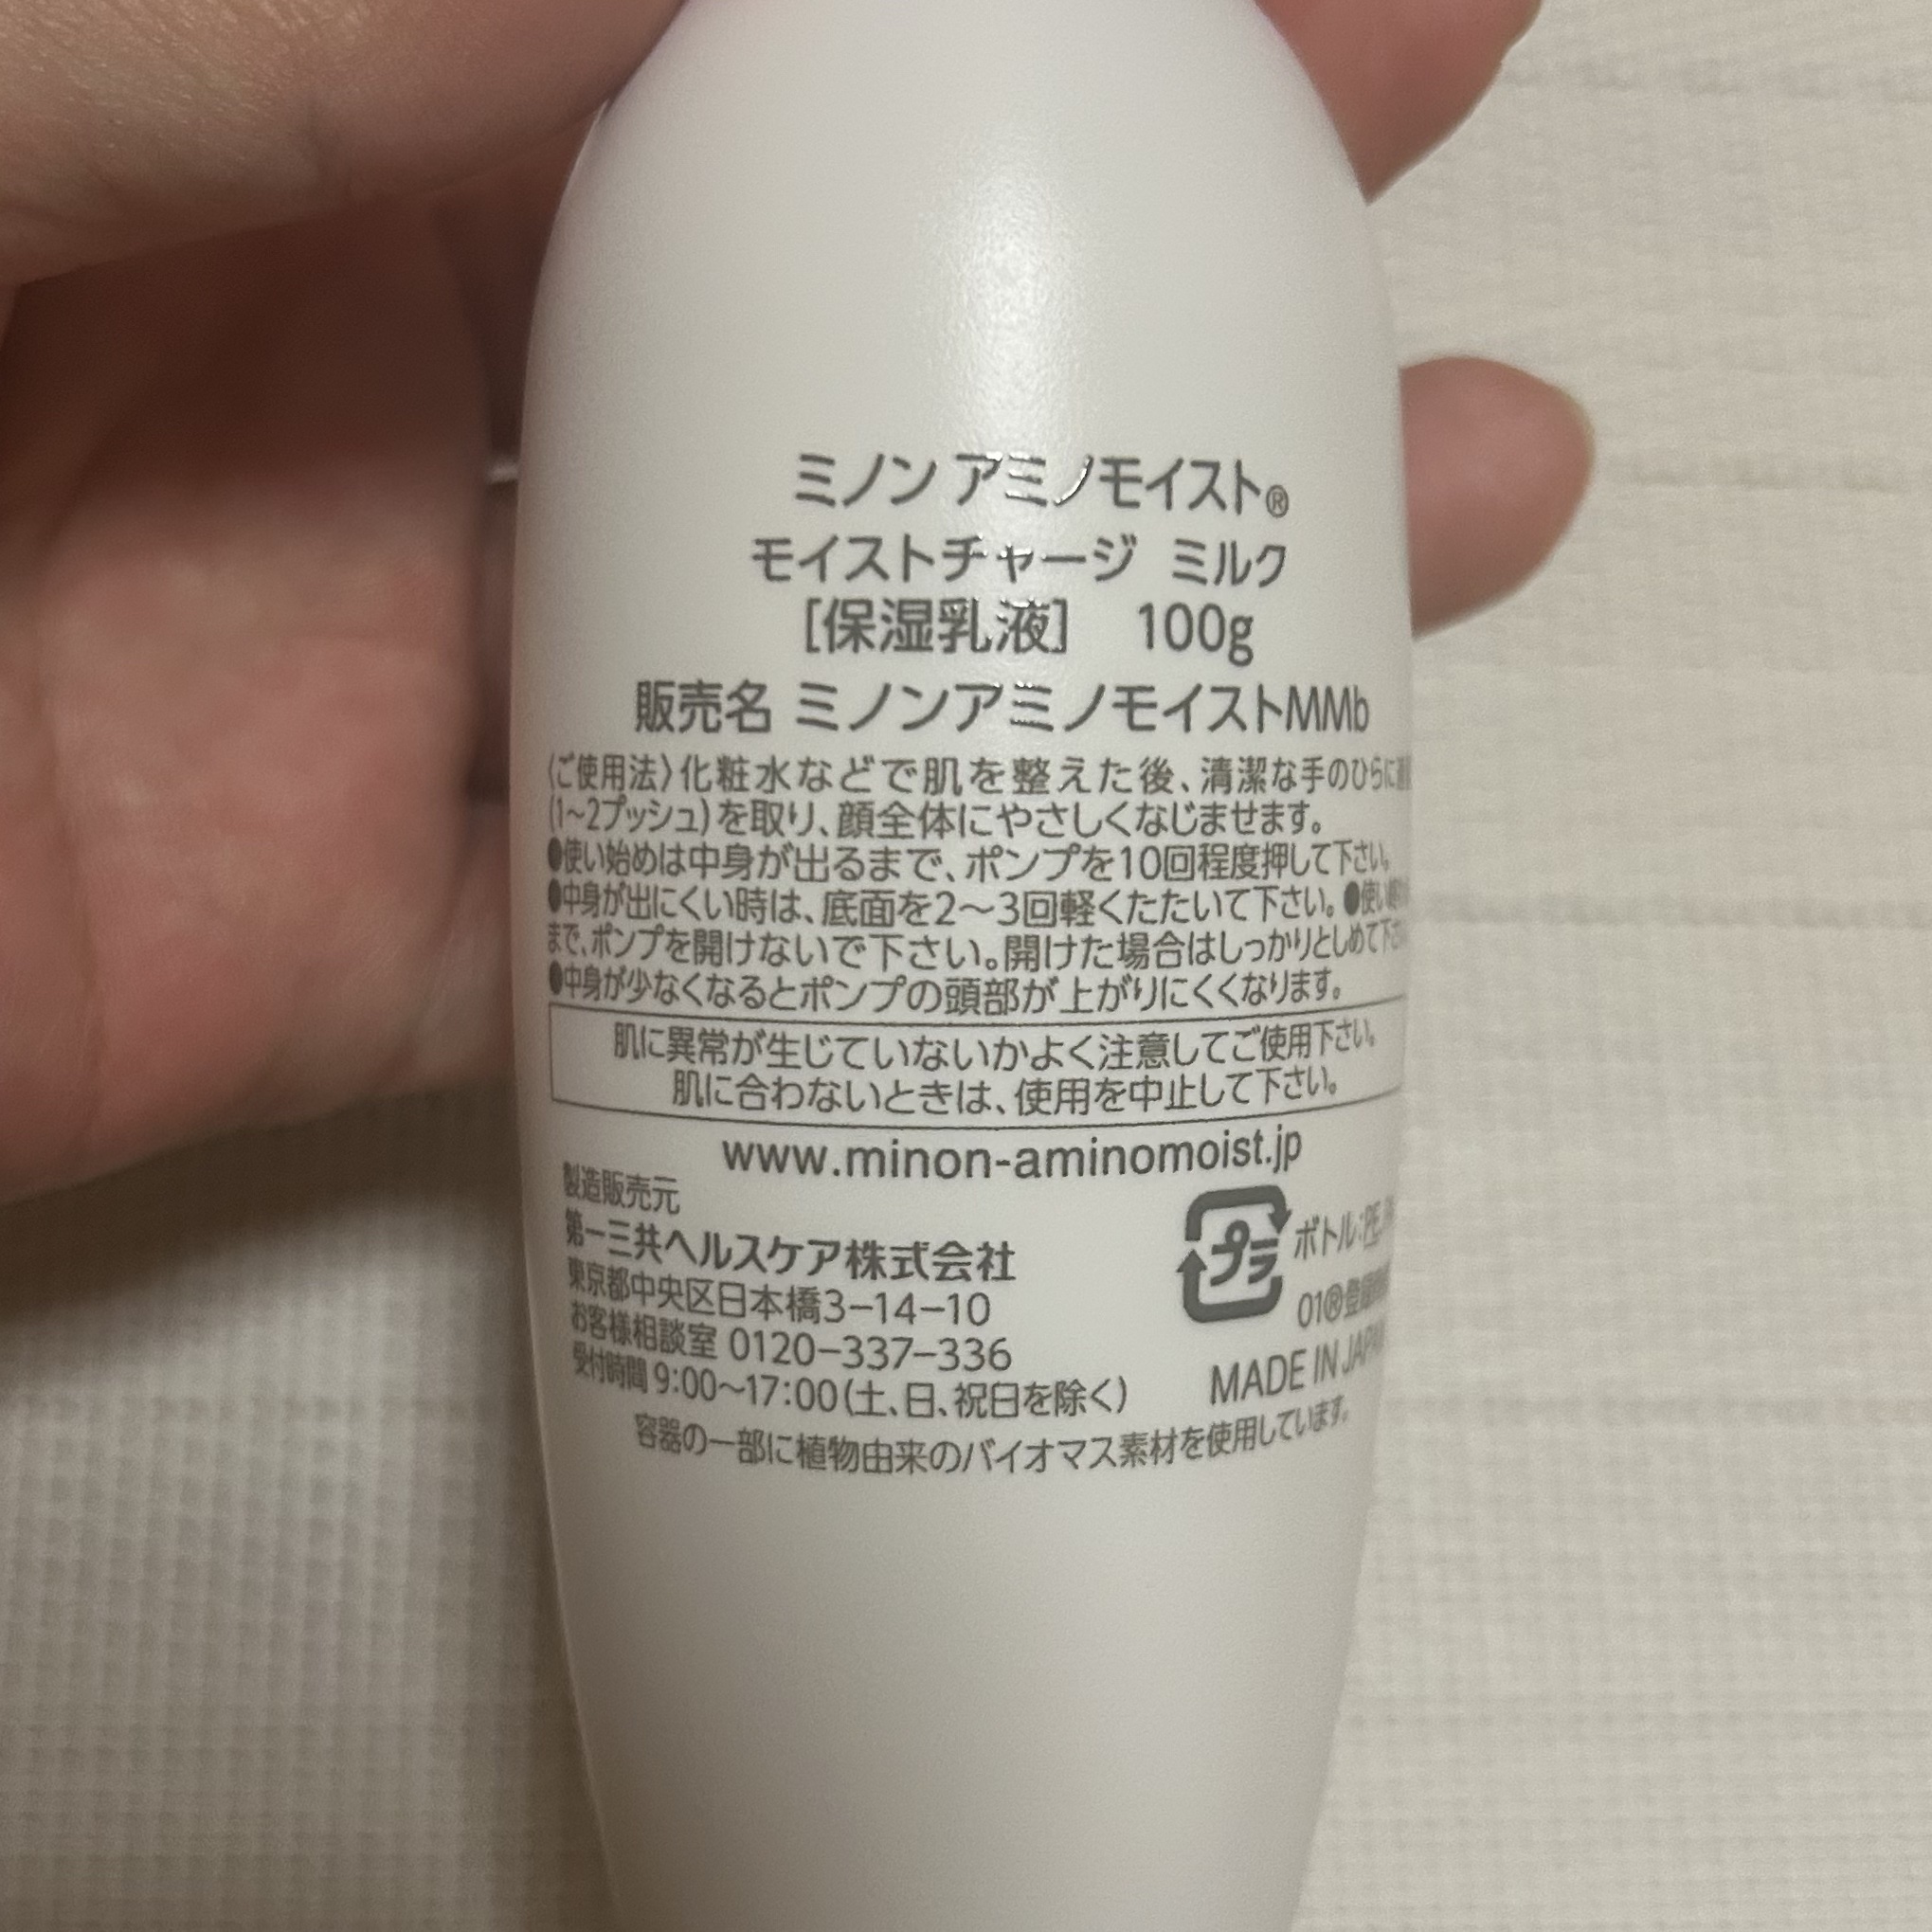 ミノン アミノモイスト®
モイストチャージ ミルク
[保湿乳液] 100g
販売名 ミノンアミノモイストMMb
〈ご使用法〉化粧水などで肌を整えた後、清潔な手のひらに
(1~2プッシュ)を取り、顔全体にやさしくなじませます。
●使い始めは中身が出るまで、ポンプを10回程度押して下さい。
●中身が出にくい時は、底面を2〜3回軽くたたいて下さい。●使い
まで、ポンプを開けないで下さい。開けた場合はしっかりとしめて下さ
●中身が少なくなるとポンプの頭部が上がりにくくなります。
肌に異常が生じていないかよく注意してご使用下さい。
肌に合わないときは、使用を中止して下さい。
www.minon-aminomoist.jp
製造販売元
第一三共ヘルスケア株式会社
東京都中央区日本橋3−14−10
お客様相談室 0120−337−336
受付時間 9:00〜17:00(土、日、祝日を除く)
プラ
ボトル:PE
01®登録商標
MADE IN JAPAN
容器の一部に植物由来のバイオマス素材を使用しています。